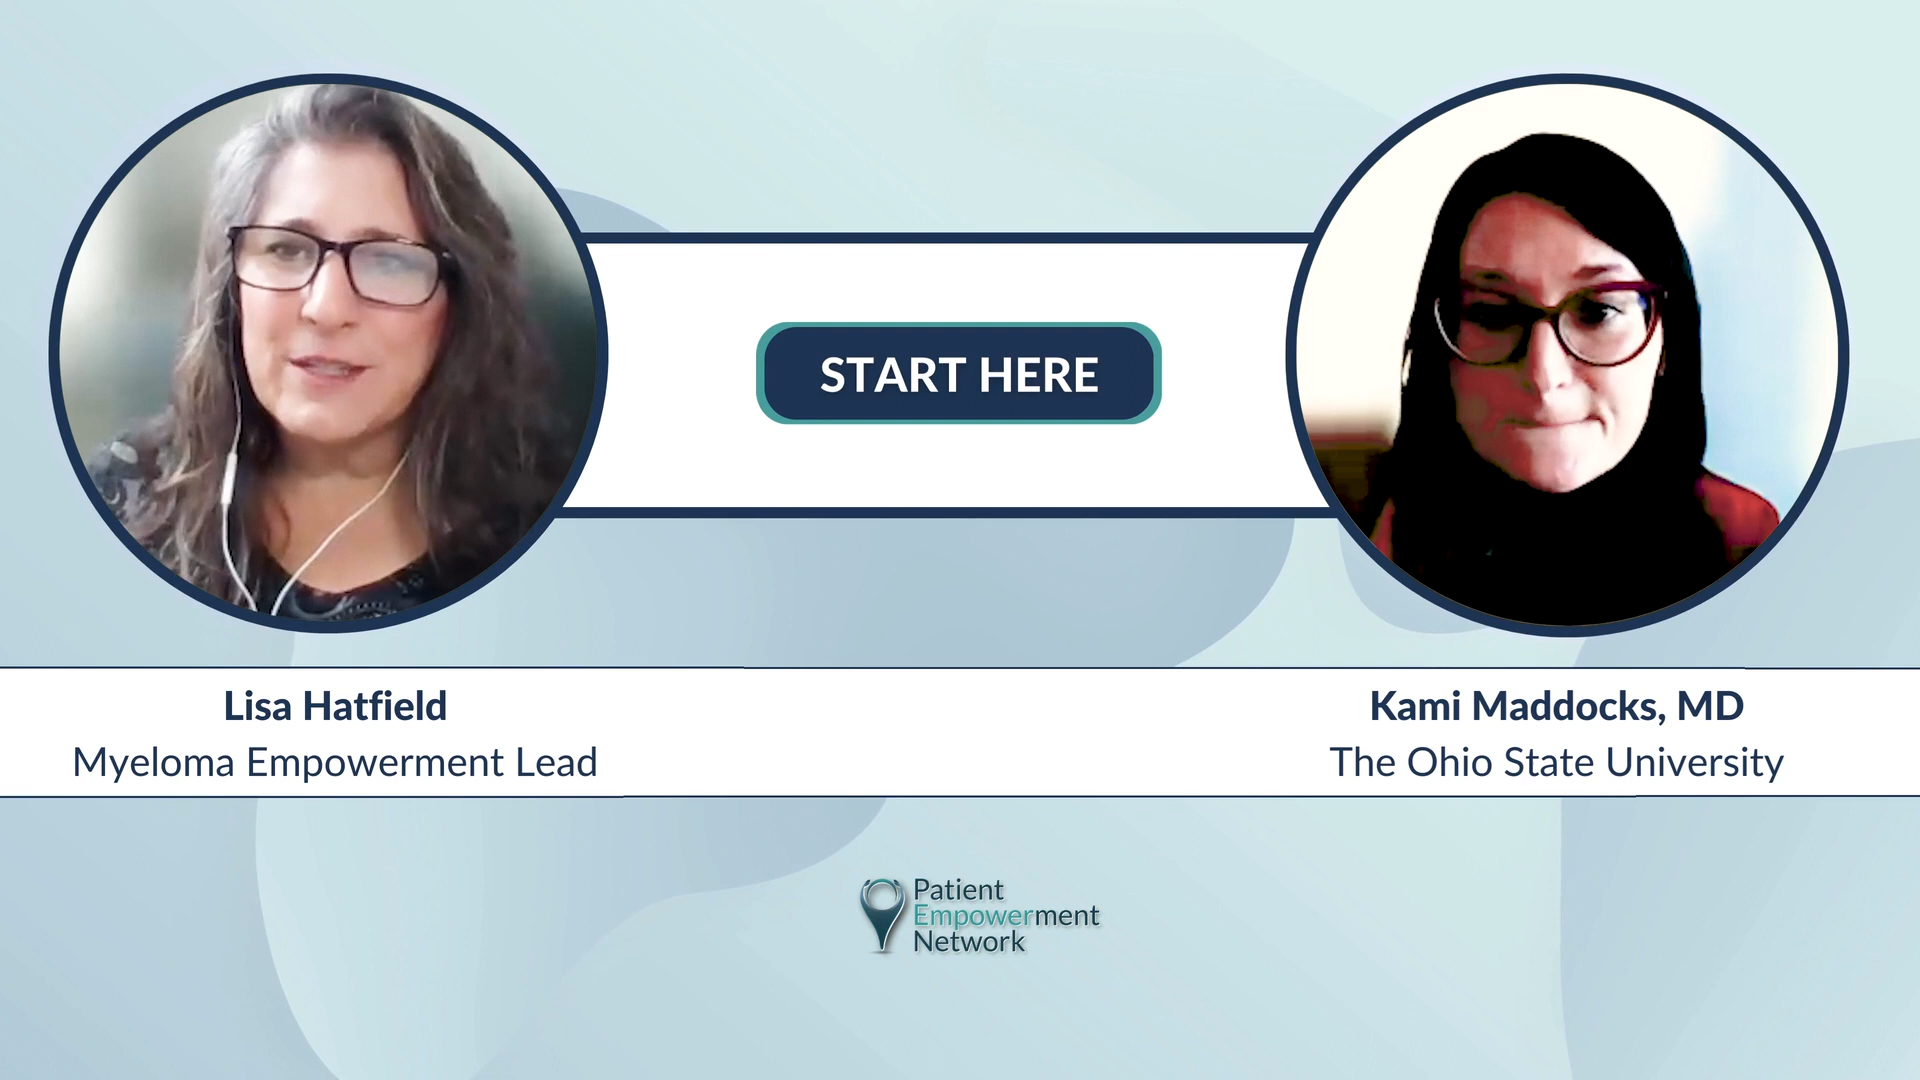 START HERE
Lisa Hatfield
Myeloma Empowerment Lead
Kami Maddocks, MD
The Ohio State University
Patient
Empowerment
Network